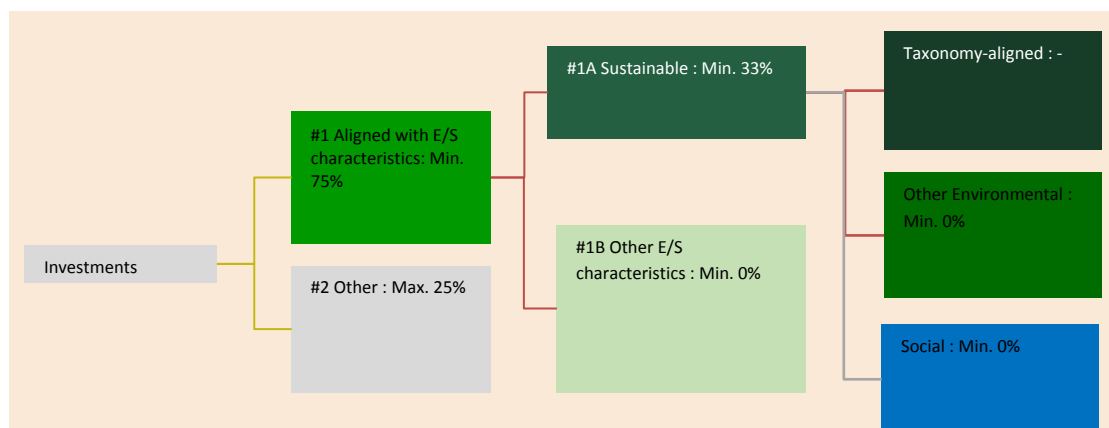 Investments
#1 Aligned with E/S
characteristics: Min.
75%
#2 Other : Max. 25%
#1A Sustainable : Min. 33%
#1B Other E/S
characteristics : Min. 0%
Taxonomy-aligned : -
Other Environmental :
Min. 0%
Social : Min. 0%